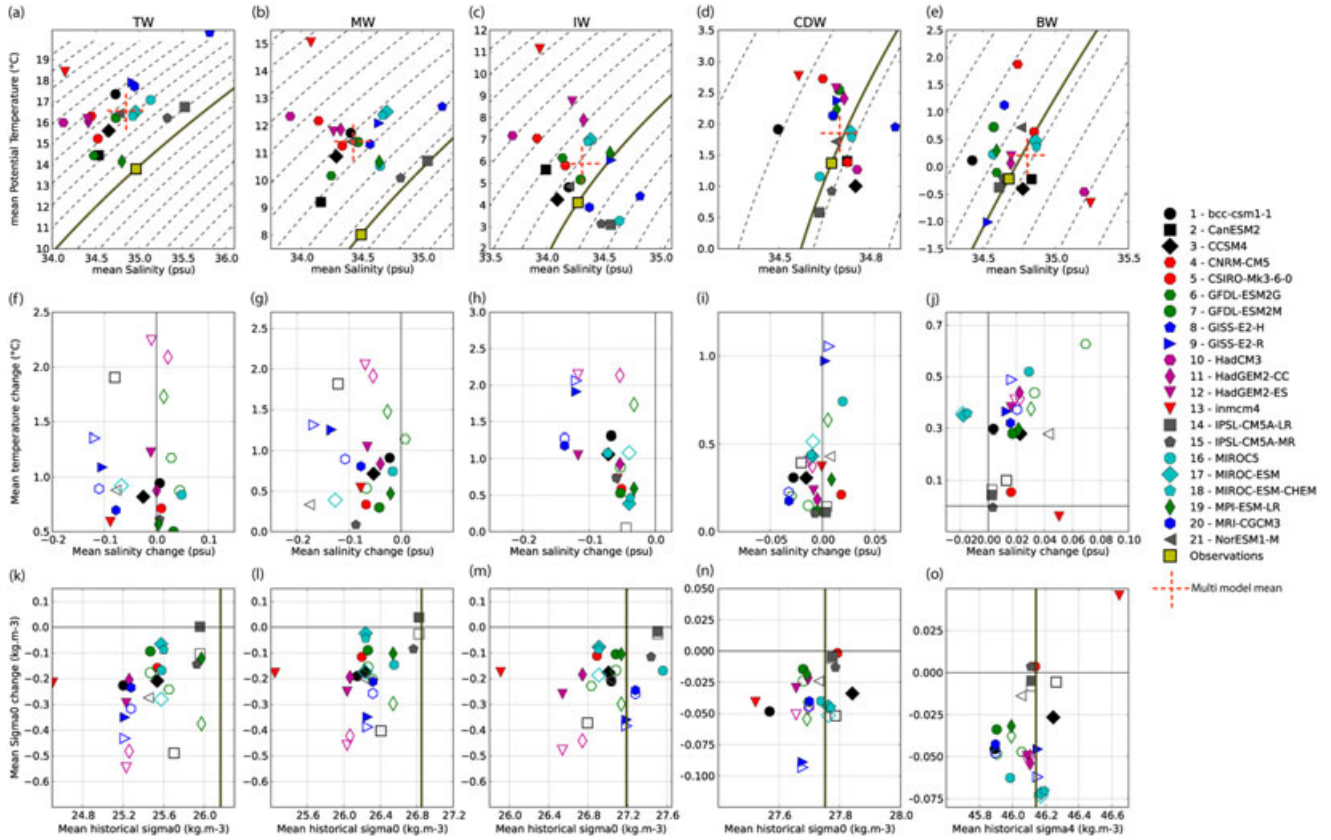 (a) TW
(b) MW
(c) IW
(d) CDW
(e) BW
mean Potential Temperature (°C)
19
18
17
16
15
14
13
12
11
10
34.0 34.5 35.0 35.5 36.0
mean Salinity (psu)
15
14
13
12
11
10
9
8
34.0 34.5 35.0
mean Salinity (psu)
12
11
10
9
8
7
6
5
4
3
2
33.5 34.0 34.5 35.0
mean Salinity (psu)
3.5
3.0
2.5
2.0
1.5
1.0
0.5
0.0
34.5 34.8
mean Salinity (psu)
2.5
2.0
1.5
1.0
0.5
0.0
−0.5
−1.0
−1.5
34.5 35.0 35.5
mean Salinity (psu)
(f)
(g)
(h)
(i)
(j)
Mean temperature change (°C)
2.5
2.0
1.5
1.0
0.5
−0.1 0.0 0.1
Mean salinity change (psu)
2.5
2.0
1.5
1.0
0.5
0.0
−0.2 −0.1 0.0 0.1
Mean salinity change (psu)
3.0
2.5
2.0
1.5
1.0
0.5
0.0
−0.2 −0.1 0.0
Mean salinity change (psu)
1.0
0.5
0.0
−0.05 0.00 0.05
Mean salinity change (psu)
0.7
0.5
0.3
0.1
−0.02 0.00 0.02 0.04 0.06 0.08 0.10
Mean salinity change (psu)
(k)
(l)
(m)
(n)
(o)
Mean Sigma0 change (kg.m-3)
0.1
0.0
−0.1
−0.2
−0.3
−0.4
−0.5
−0.6
24.8 25.2 25.6 26.0
Mean historical sigma0 (kg.m-3)
0.1
0.0
−0.1
−0.2
−0.3
−0.4
−0.5
−0.6
25.2 25.6 26.0 26.4 26.8 27.2
Mean historical sigma0 (kg.m-3)
0.1
0.0
−0.1
−0.2
−0.3
−0.4
−0.5
−0.6
26.0 26.4 26.8 27.2 27.6
Mean historical sigma0 (kg.m-3)
0.050
0.025
0.000
−0.025
−0.050
−0.075
−0.100
27.6 27.8 28.0
Mean historical sigma0 (kg.m-3)
0.050
0.025
0.000
−0.025
−0.050
−0.075
45.8 46.0 46.2 46.4 46.6
Mean historical sigma4 (kg.m-3)
1 - bcc-csm1-1
2 - CanESM2
3 - CCSM4
4 - CNRM-CM5
5 - CSIRO-Mk3-6-0
6 - GFDL-ESM2G
7 - GFDL-ESM2M
8 - GISS-E2-H
9 - GISS-E2-R
10 - HadCM3
11 - HadGEM2-CC
12 - HadGEM2-ES
13 - inmcm4
14 - IPSL-CM5A-LR
15 - IPSL-CM5A-MR
16 - MIROC5
17 - MIROC-ESM
18 - MIROC-ESM-CHEM
19 - MPI-ESM-LR
20 - MRI-CGCM3
21 - NorESM1-M
Observations
Multi model mean